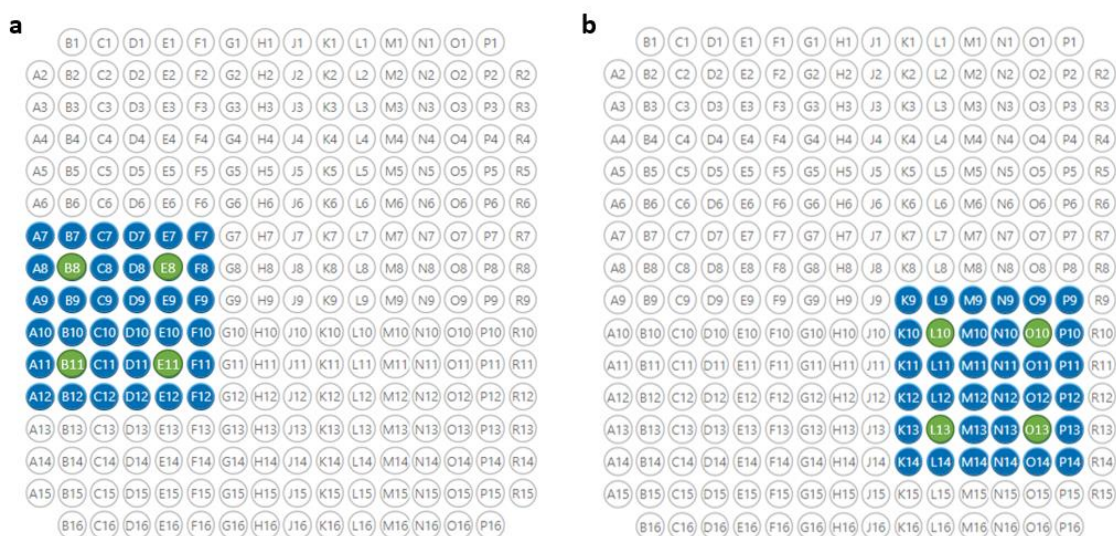 a
B1 C1 D1 E1 F1 G1 H1 J1 K1 L1 M1 N1 O1 P1
A2 B2 C2 D2 E2 F2 G2 H2 J2 K2 L2 M2 N2 O2 P2 R2
A3 B3 C3 D3 E3 F3 G3 H3 J3 K3 L3 M3 N3 O3 P3 R3
A4 B4 C4 D4 E4 F4 G4 H4 J4 K4 L4 M4 N4 O4 P4 R4
A5 B5 C5 D5 E5 F5 G5 H5 J5 K5 L5 M5 N5 O5 P5 R5
A6 B6 C6 D6 E6 F6 G6 H6 J6 K6 L6 M6 N6 O6 P6 R6
A7 B7 C7 D7 E7 F7 G7 H7 J7 K7 L7 M7 N7 O7 P7 R7
A8 B8 C8 D8 E8 F8 G8 H8 J8 K8 L8 M8 N8 O8 P8 R8
A9 B9 C9 D9 E9 F9 G9 H9 J9 K9 L9 M9 N9 O9 P9 R9
A10 B10 C10 D10 E10 F10 G10 H10 J10 K10 L10 M10 N10 O10 P10 R10
A11 B11 C11 D11 E11 F11 G11 H11 J11 K11 L11 M11 N11 O11 P11 R11
A12 B12 C12 D12 E12 F12 G12 H12 J12 K12 L12 M12 N12 O12 P12 R12
A13 B13 C13 D13 E13 F13 G13 H13 J13 K13 L13 M13 N13 O13 P13 R13
A14 B14 C14 D14 E14 F14 G14 H14 J14 K14 L14 M14 N14 O14 P14 R14
A15 B15 C15 D15 E15 F15 G15 H15 J15 K15 L15 M15 N15 O15 P15 R15
B16 C16 D16 E16 F16 G16 H16 J16 K16 L16 M16 N16 O16 P16
b
B1 C1 D1 E1 F1 G1 H1 J1 K1 L1 M1 N1 O1 P1
A2 B2 C2 D2 E2 F2 G2 H2 J2 K2 L2 M2 N2 O2 P2 R2
A3 B3 C3 D3 E3 F3 G3 H3 J3 K3 L3 M3 N3 O3 P3 R3
A4 B4 C4 D4 E4 F4 G4 H4 J4 K4 L4 M4 N4 O4 P4 R4
A5 B5 C5 D5 E5 F5 G5 H5 J5 K5 L5 M5 N5 O5 P5 R5
A6 B6 C6 D6 E6 F6 G6 H6 J6 K6 L6 M6 N6 O6 P6 R6
A7 B7 C7 D7 E7 F7 G7 H7 J7 K7 L7 M7 N7 O7 P7 R7
A8 B8 C8 D8 E8 F8 G8 H8 J8 K8 L8 M8 N8 O8 P8 R8
A9 B9 C9 D9 E9 F9 G9 H9 J9 K9 L9 M9 N9 O9 P9 R9
A10 B10 C10 D10 E10 F10 G10 H10 J10 K10 L10 M10 N10 O10 P10 R10
A11 B11 C11 D11 E11 F11 G11 H11 J11 K11 L11 M11 N11 O11 P11 R11
A12 B12 C12 D12 E12 F12 G12 H12 J12 K12 L12 M12 N12 O12 P12 R12
A13 B13 C13 D13 E13 F13 G13 H13 J13 K13 L13 M13 N13 O13 P13 R13
A14 B14 C14 D14 E14 F14 G14 H14 J14 K14 L14 M14 N14 O14 P14 R14
A15 B15 C15 D15 E15 F15 G15 H15 J15 K15 L15 M15 N15 O15 P15 R15
B16 C16 D16 E16 F16 G16 H16 J16 K16 L16 M16 N16 O16 P16